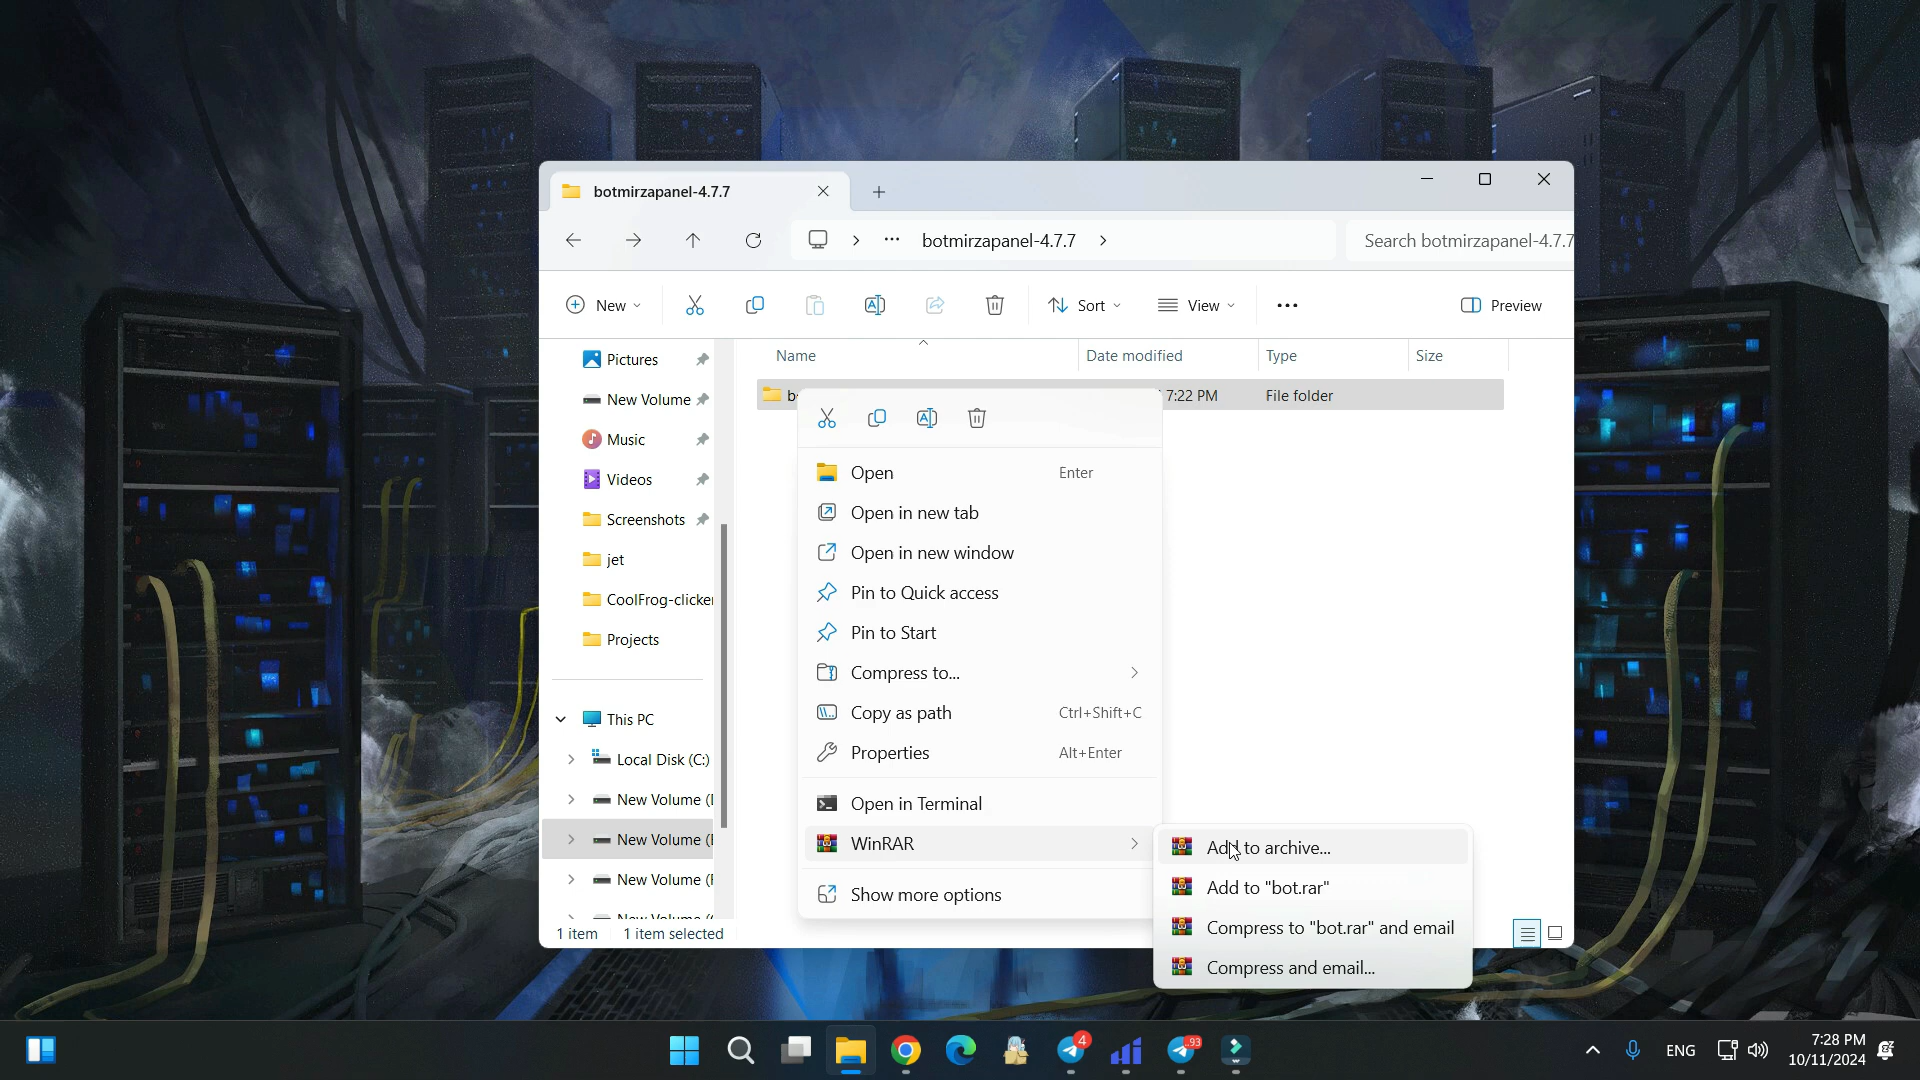 botmirzapanel-4.7.7
botmirzapanel-4.7.7
Search botmirzapanel-4.7.7
New
Sort
View
Preview
Name
Date modified
Type
Size
7:22 PM
File folder
Pictures
New Volume
Music
Videos
Screenshots
jet
CoolFrog-clicker
Projects
This PC
Local Disk (C:)
New Volume
New Volume
New Volume
1 item
1 item selected
Open
Enter
Open in new tab
Open in new window
Pin to Quick access
Pin to Start
Compress to...
Copy as path
Ctrl+Shift+C
Properties
Alt+Enter
Open in Terminal
WinRAR
Show more options
Add to archive...
Add to "bot.rar"
Compress to "bot.rar" and email
Compress and email...
4
93
ENG
7:28 PM
10/11/2024